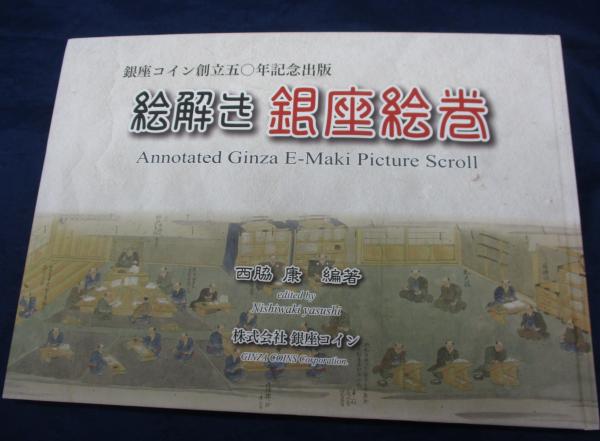 銀座コイン創立五〇年記念出版
絵解き 銀座絵巻
Annotated Ginza E-Maki Picture Scroll
西脇 康 編著
edited by
Nishiwaki yasushi
株式会社 銀座コイン
GINZA COINS Corporation.